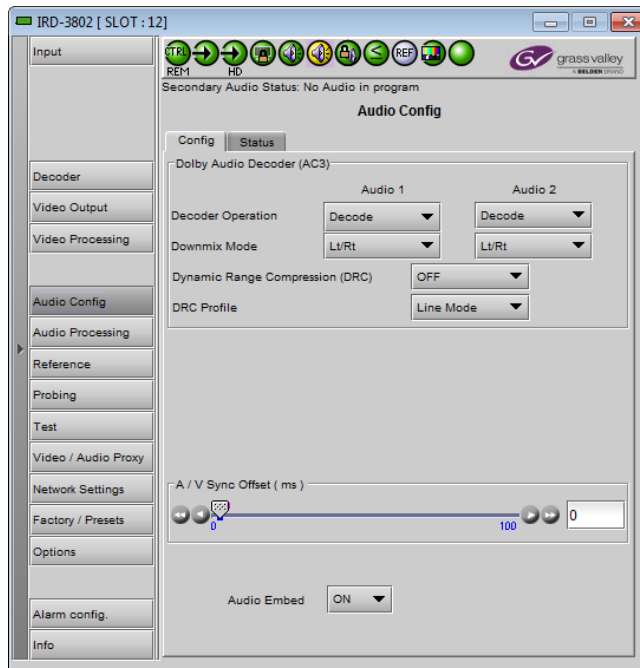 IRD-3802 [ SLOT : 12]
Input
CTRL
REF
REM HD
grass valley
A BELDEN BRAND
Secondary Audio Status: No Audio in program
Audio Config
Config Status
Dolby Audio Decoder (AC3)
Audio 1 Audio 2
Decoder
Decoder Operation Decode Decode
Video Output
Downmix Mode Lt/Rt Lt/Rt
Video Processing
Dynamic Range Compression (DRC) OFF
Audio Config
DRC Profile Line Mode
Audio Processing
Reference
Probing
Test
Video / Audio Proxy
Network Settings
A / V Sync Offset ( ms )
Factory / Presets
0 100 0
Options
Audio Embed ON
Alarm config.
Info